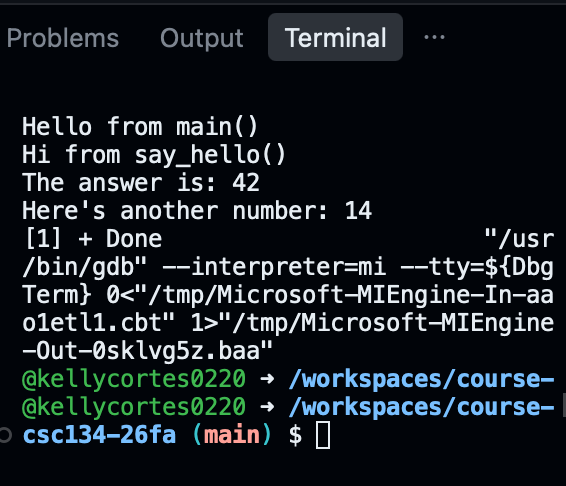 Problems Output Terminal ...
Hello from main()
Hi from say_hello()
The answer is: 42
Here's another number: 14
[1] + Done "/usr
/bin/gdb" --interpreter=mi --tty=${Dbg
Term} 0<"/tmp/Microsoft-MIEngine-In-aa
o1etl1.cbt" 1>"/tmp/Microsoft-MIEngine
-Out-0sklvg5z.baa"
@kellycortes0220 ➜ /workspaces/course-
@kellycortes0220 ➜ /workspaces/course-
csc134-26fa (main) $